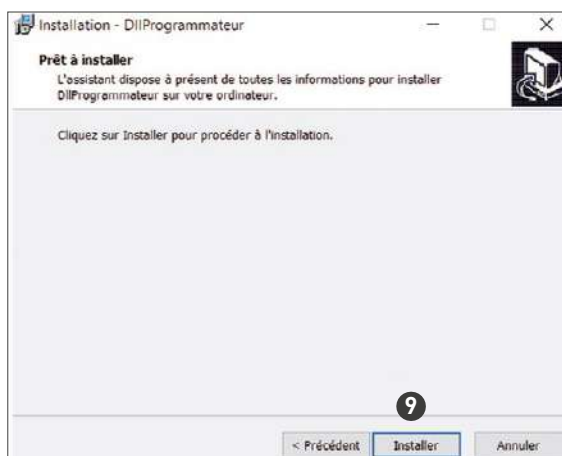 Installation - DllProgrammateur
Prêt à installer
L'assistant dispose à présent de toutes les informations pour installer
DllProgrammateur sur votre ordinateur.
Cliquez sur Installer pour procéder à l'installation.
9
< Précédent Installer Annuler